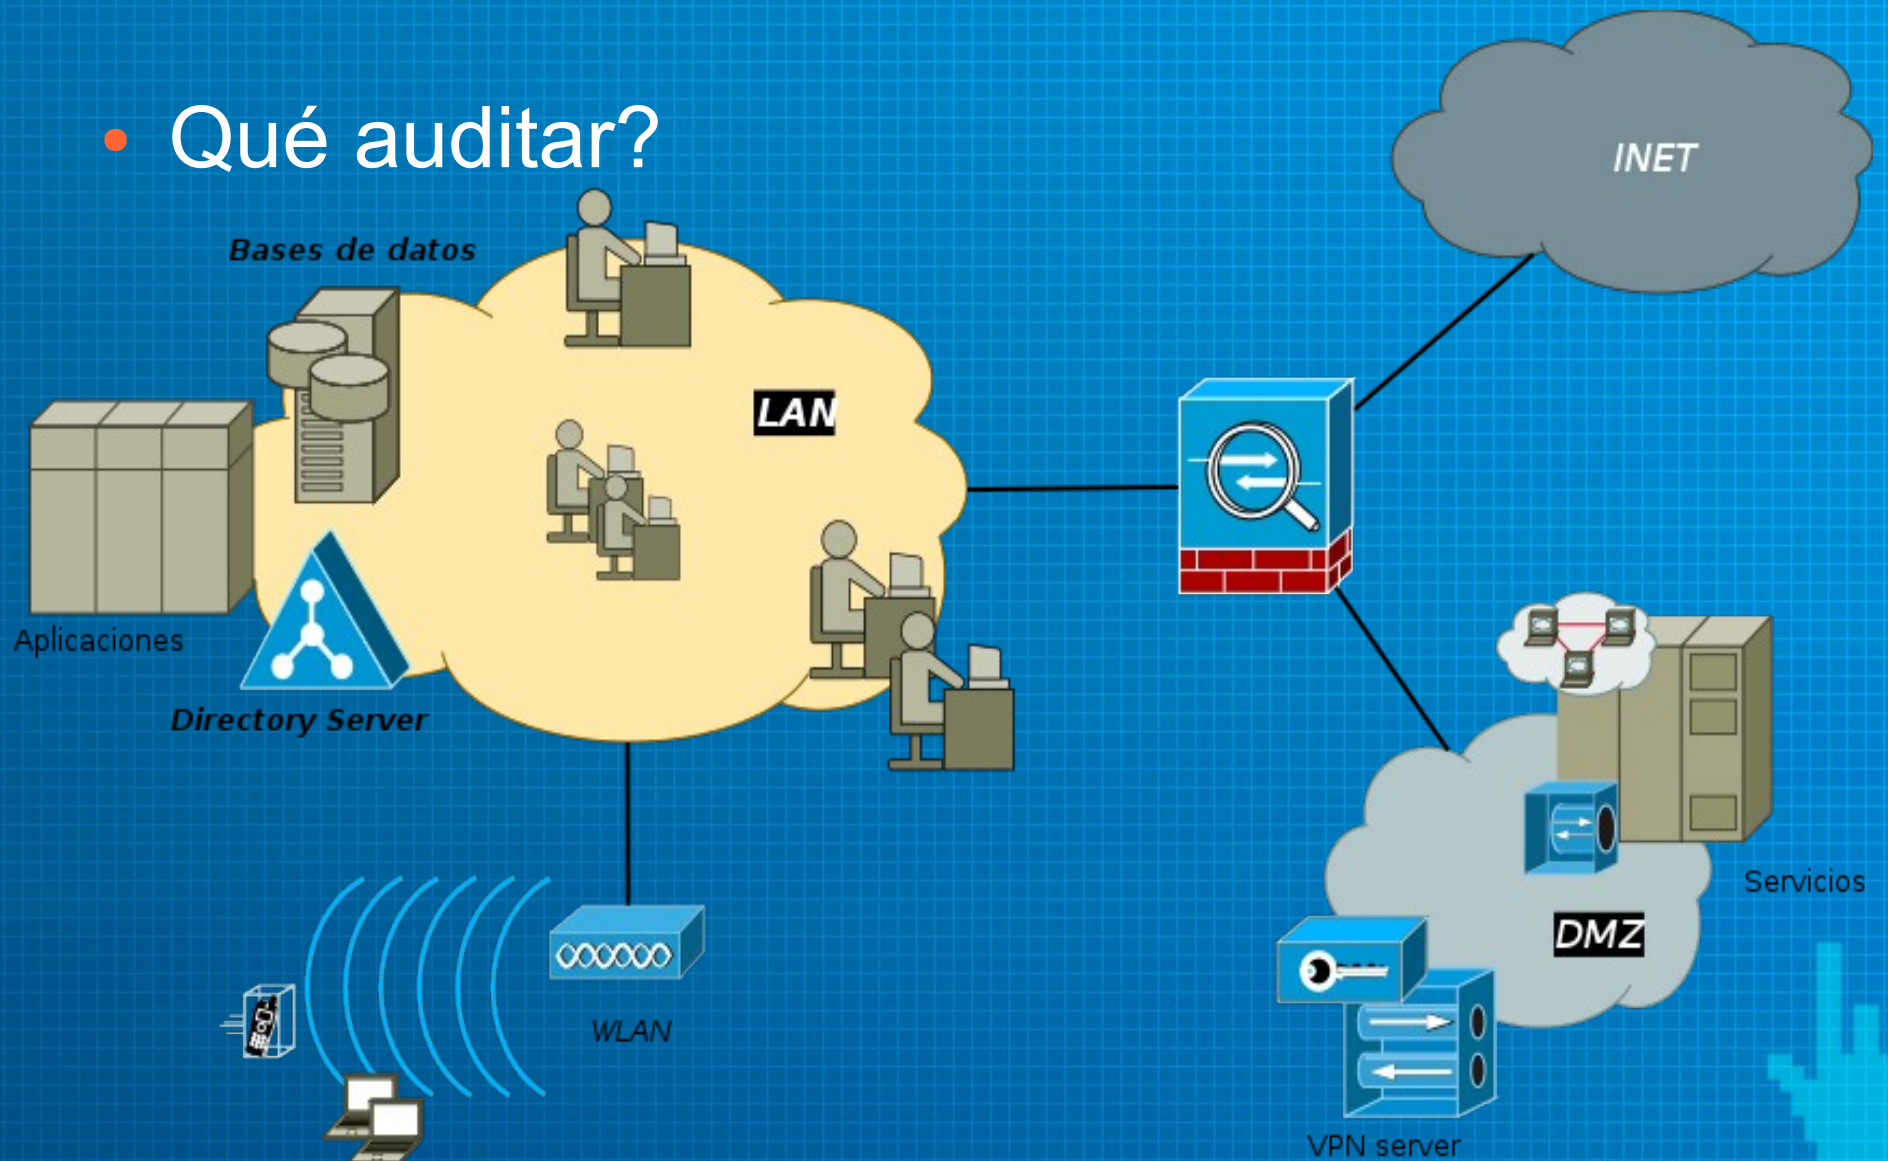 • Qué auditar?
INET
Bases de datos
LAN
Aplicaciones
Directory Server
Servicios
DMZ
WLAN
VPN server